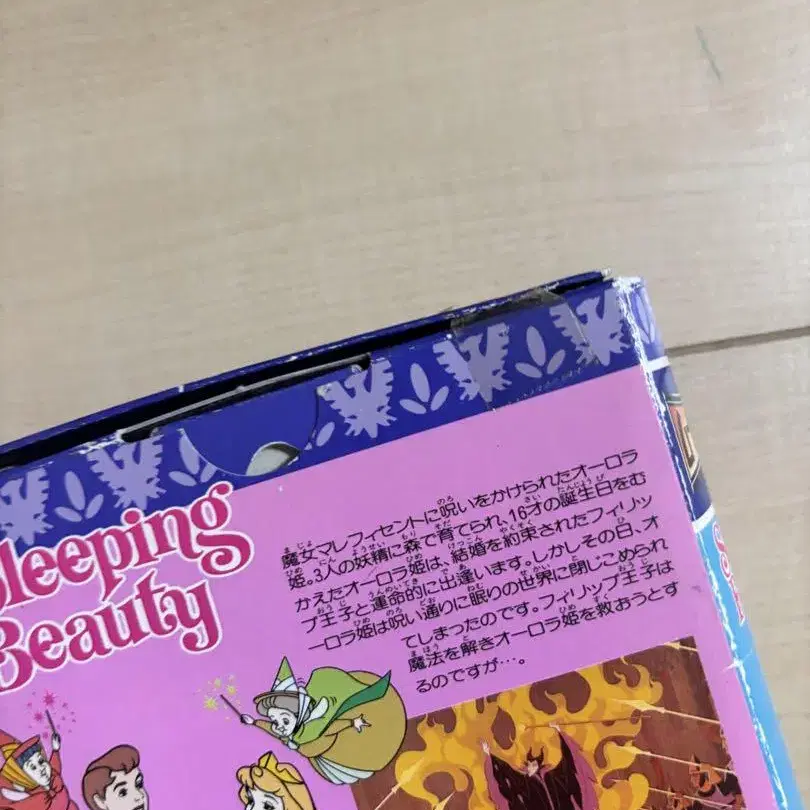 Sleeping
Beauty
魔女マレフィセントに呪いをかけられたオーロラ
姫。3人の妖精に森で育てられ、16才の誕生日をむ
かえたオーロラ姫は、結婚を約束されたフィリッ
プ王子と運命的に出逢います。しかしその日、オ
ーロラ姫は呪い通りに眠りの世界に閉じこめられ
てしまったのです。フィリップ王子は
魔法を解きオーロラ姫を救おうとす
るのですが…。